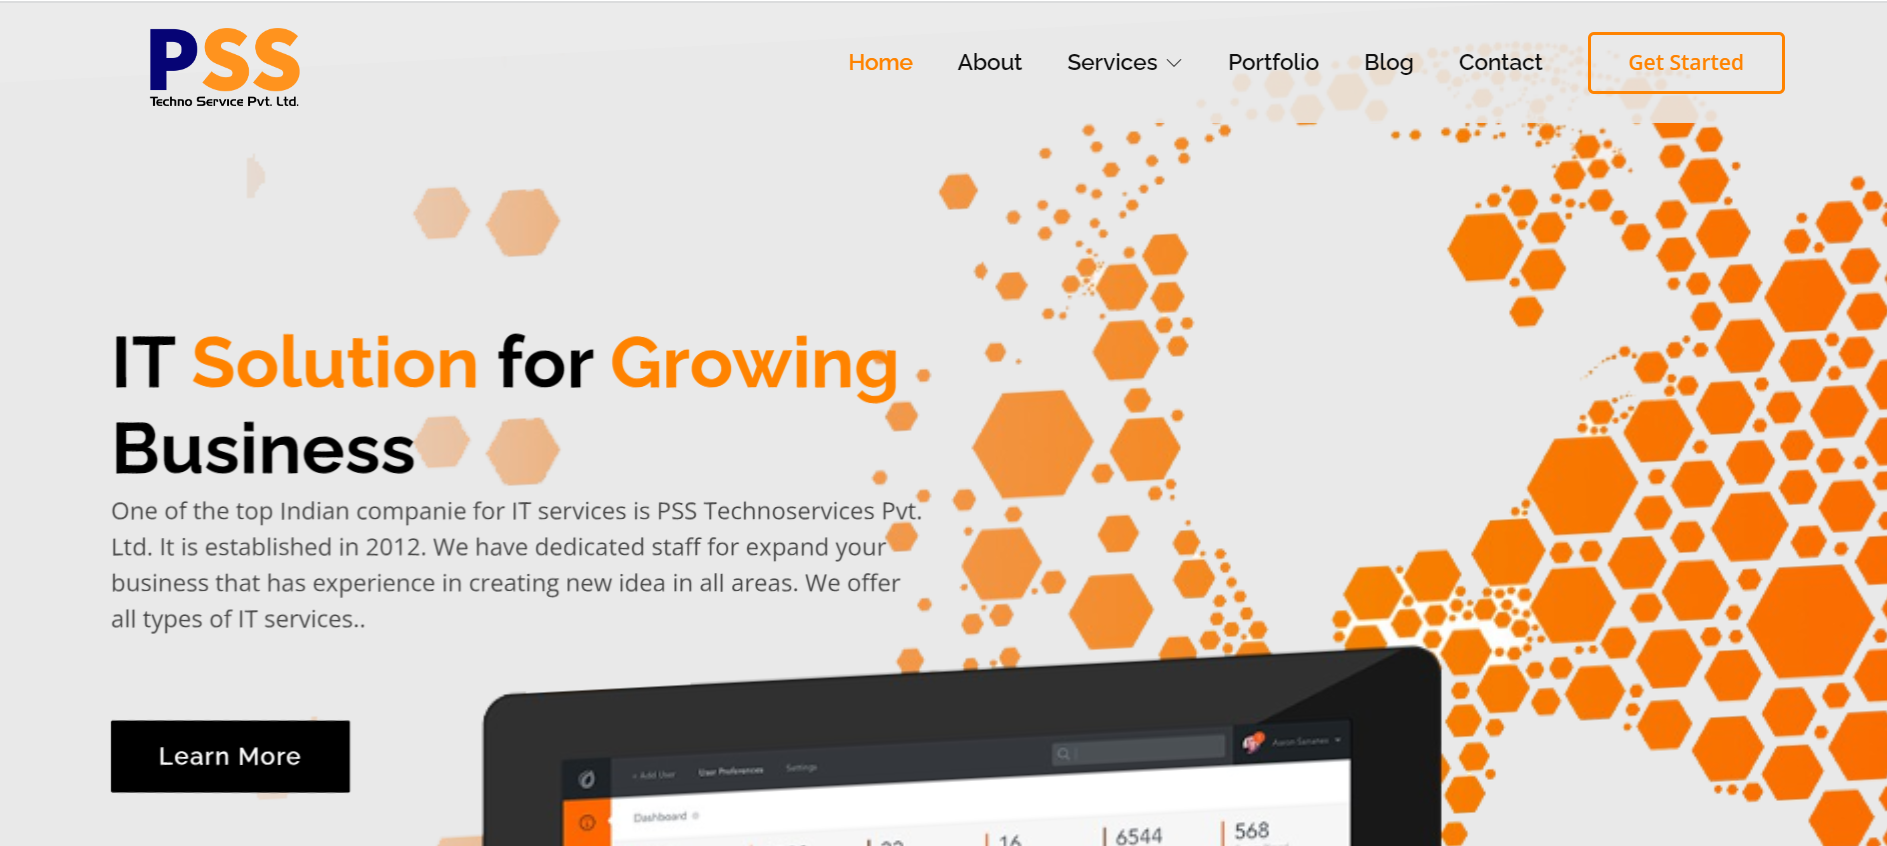 PSS
Techno Service Pvt. Ltd.
Home About Services Portfolio Blog Contact Get Started
IT Solution for Growing
Business
One of the top Indian companie for IT services is PSS Technoservices Pvt.
Ltd. It is established in 2012. We have dedicated staff for expand your
business that has experience in creating new idea in all areas. We offer
all types of IT services..
Learn More
+ Add User User Preferences Settings
Dashboard
16 6544 568